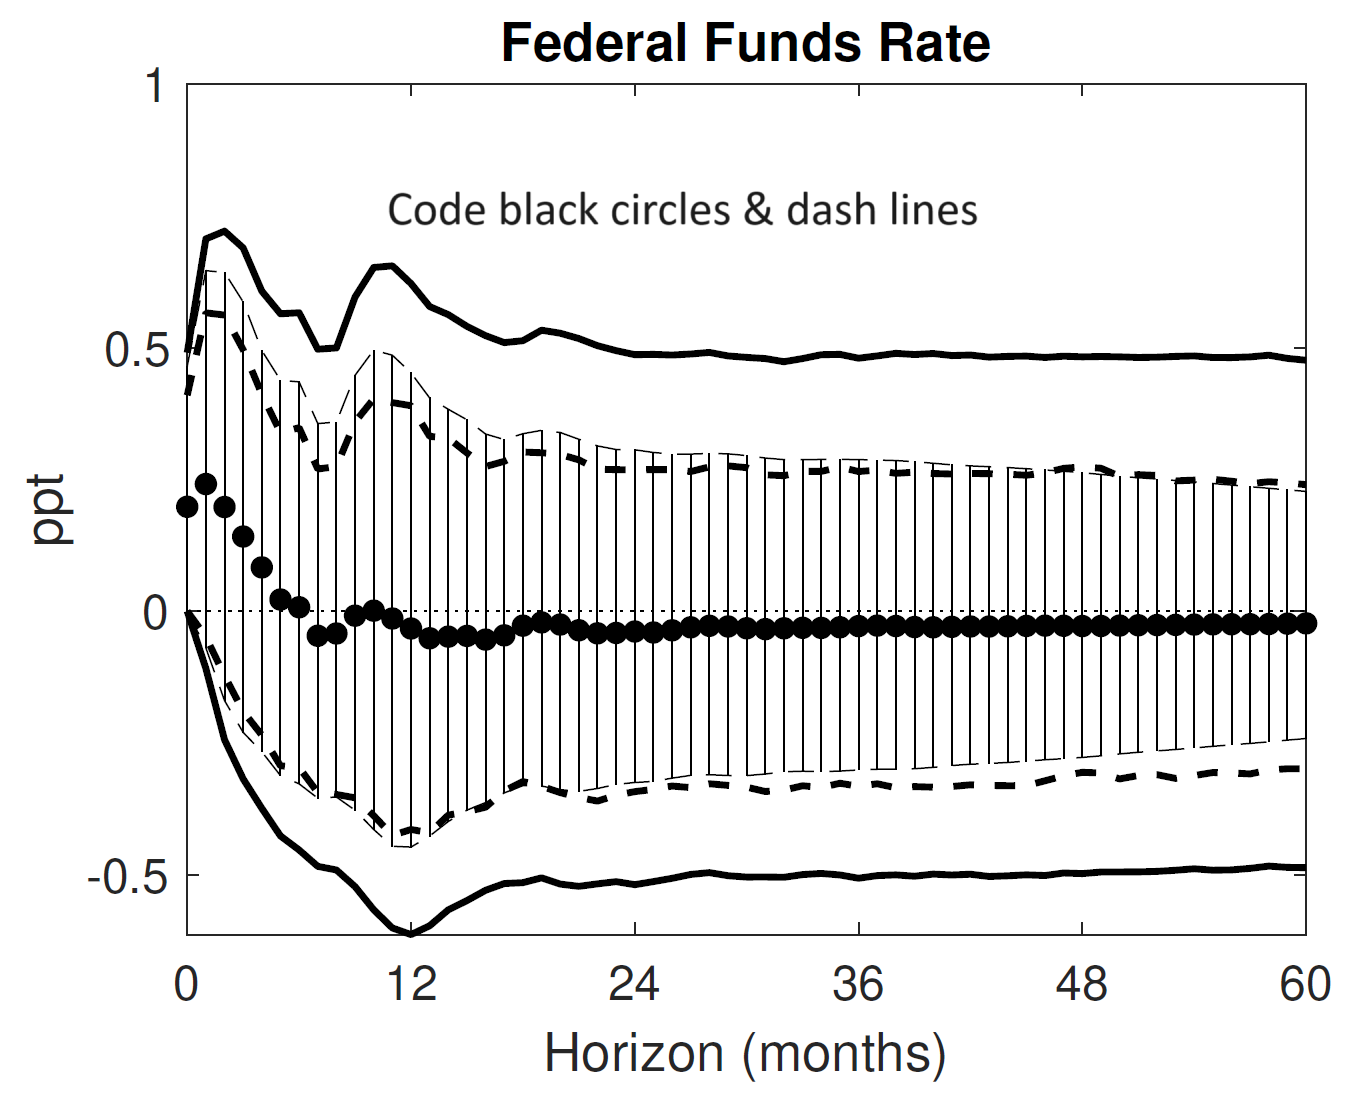 Federal Funds Rate
1
Code black circles & dash lines
0.5
ppt
0
-0.5
0 12 24 36 48 60
Horizon (months)